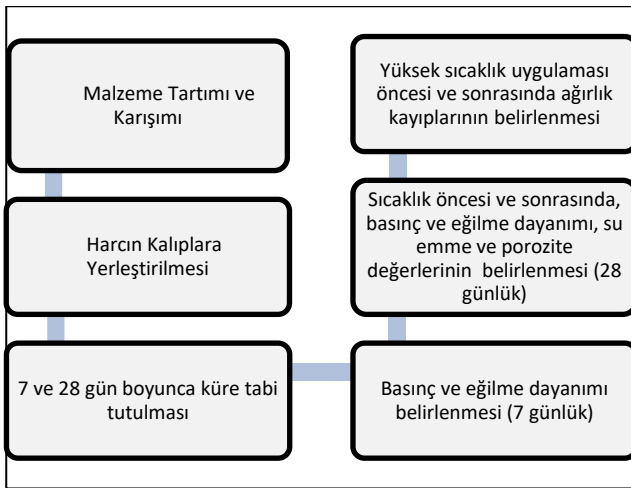 Malzeme Tartımı ve
Karışımı
Harcın Kalıplara
Yerleştirilmesi
7 ve 28 gün boyunca küre tabi
tutulması
Basınç ve eğilme dayanımı
belirlenmesi (7 günlük)
Sıcaklık öncesi ve sonrasında,
basınç ve eğilme dayanımı, su
emme ve porozite
değerlerinin belirlenmesi (28
günlük)
Yüksek sıcaklık uygulaması
öncesi ve sonrasında ağırlık
kayıplarının belirlenmesi